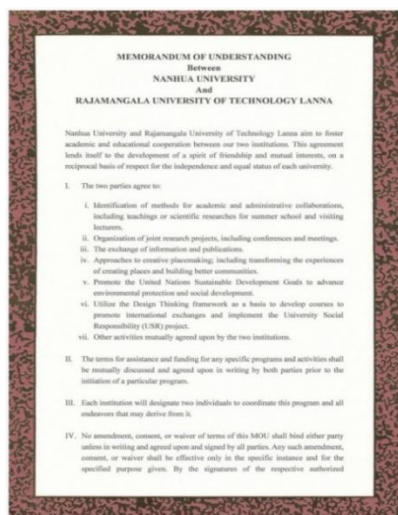 MEMORANDUM OF UNDERSTANDING
Between
NANHUA UNIVERSITY
And
RAJAMANGALA UNIVERSITY OF TECHNOLOGY LANNA
Nanhua University and Rajamangala University of Technology Lanna aim to foster
academic and educational cooperation between our two institutions. This agreement
lends itself to the development of a spirit of friendship and mutual interests, on a
reciprocal basis of respect for the independence and equal status of each university.
I. The two parties agree to:
i. Identification of methods for academic and administrative collaborations,
including teachings or scientific researches for summer school and visiting
lecturers.
ii. Organization of joint research projects, including conferences and meetings.
iii. The exchange of information and publications.
iv. Approaches to creative placemaking; including transforming the experiences
of creating places and building better communities.
v. Promote the United Nations Sustainable Development Goals to advance
environmental protection and social development.
vi. Utilize the Design Thinking framework as a basis to develop courses to
promote international exchanges and implement the University Social
Responsibility (USR) project.
vii. Other activities mutually agreed upon by the two institutions.
II. The terms for assistance and funding for any specific programs and activities shall
be mutually discussed and agreed upon in writing by both parties prior to the
initiation of a particular program.
III. Each institution will designate two individuals to coordinate this program and all
endeavors that may derive from it.
IV. No amendment, consent, or waiver of terms of this MOU shall bind either party
unless in writing and agreed upon and signed by all parties. Any such amendment,
consent, or waiver shall be effective only in the specific instance and for the
specified purpose given. By the signatures of the respective authorized